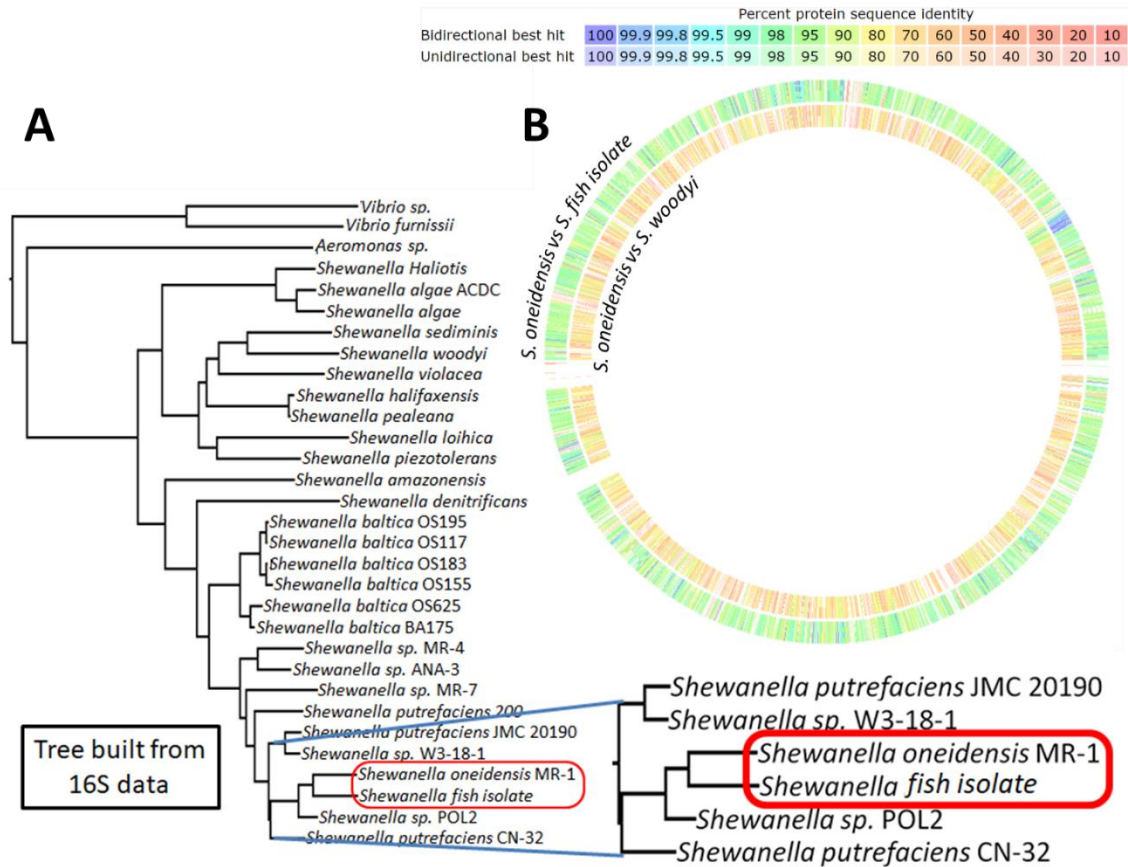 Percent protein sequence identity
Bidirectional best hit 100 99.9 99.8 99.5 99 98 95 90 80 70 60 50 40 30 20 10
Unidirectional best hit 100 99.9 99.8 99.5 99 98 95 90 80 70 60 50 40 30 20 10
A
B
S. oneidensis vs S. fish isolate
S. oneidensis vs S. woodyi
Vibrio sp.
Vibrio furnissii
Aeromonas sp.
Shewanella Haliotis
Shewanella algae ACDC
Shewanella algae
Shewanella sediminis
Shewanella woodyi
Shewanella violacea
Shewanella halifaxensis
Shewanella pealeana
Shewanella loihica
Shewanella piezotolerans
Shewanella amazonensis
Shewanella denitrificans
Shewanella baltica OS195
Shewanella baltica OS117
Shewanella baltica OS183
Shewanella baltica OS155
Shewanella baltica OS625
Shewanella baltica BA175
Shewanella sp. MR-4
Shewanella sp. ANA-3
Shewanella sp. MR-7
Shewanella putrefaciens 200
Shewanella putrefaciens JMC 20190
Shewanella sp. W3-18-1
Shewanella oneidensis MR-1
Shewanella fish isolate
Shewanella sp. POL2
Shewanella putrefaciens CN-32
Tree built from
16S data
Shewanella putrefaciens JMC 20190
Shewanella sp. W3-18-1
Shewanella oneidensis MR-1
Shewanella fish isolate
Shewanella sp. POL2
Shewanella putrefaciens CN-32